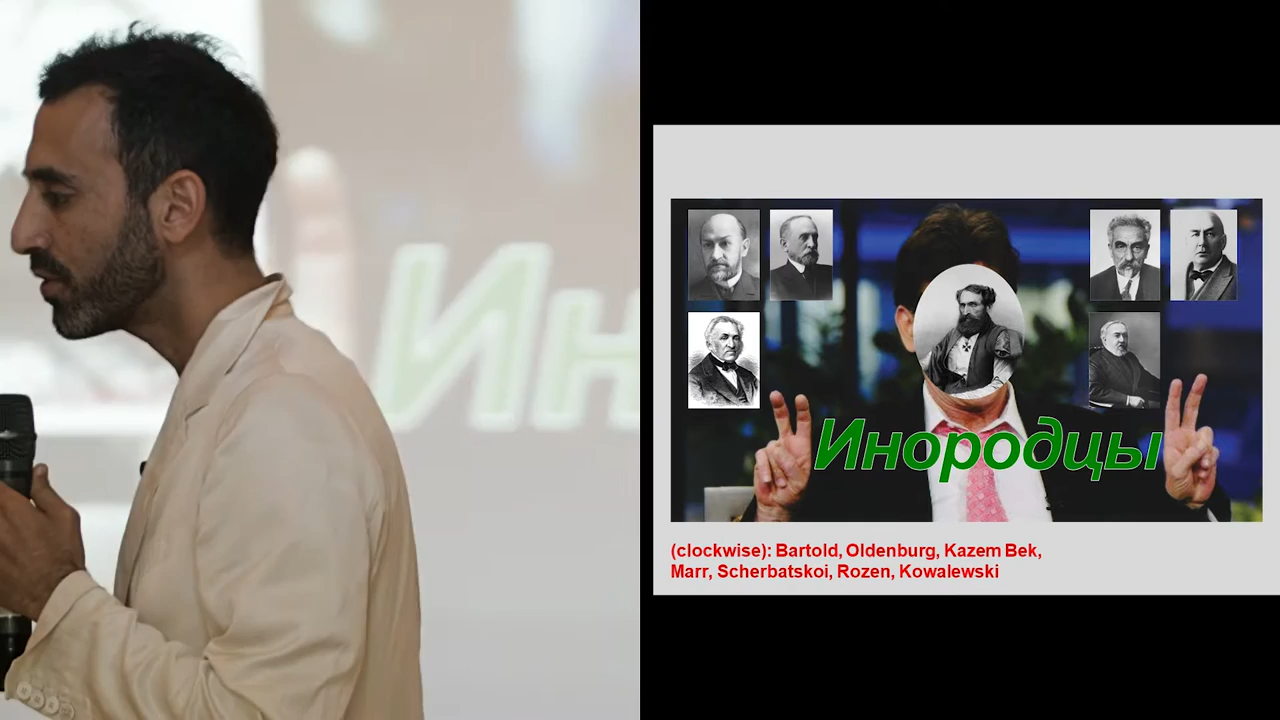 Ин
Инородцы
(clockwise): Bartold, Oldenburg, Kazem Bek,
Marr, Scherbatskoi, Rozen, Kowalewski